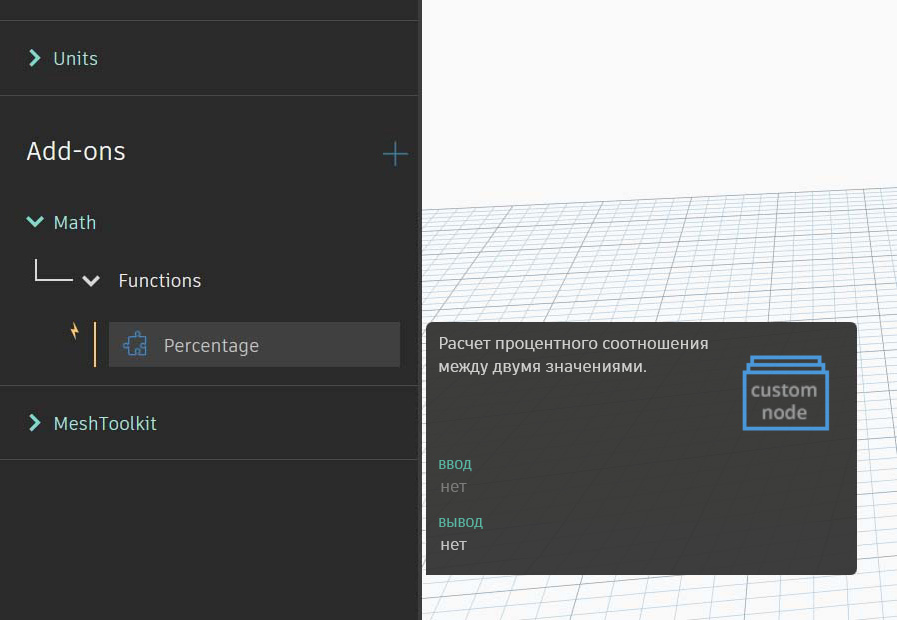 Units
Add-ons
Math
Functions
Percentage
MeshToolkit
Расчет процентного соотношения
между двумя значениями.
custom
node
ввод
нет
вывод
нет